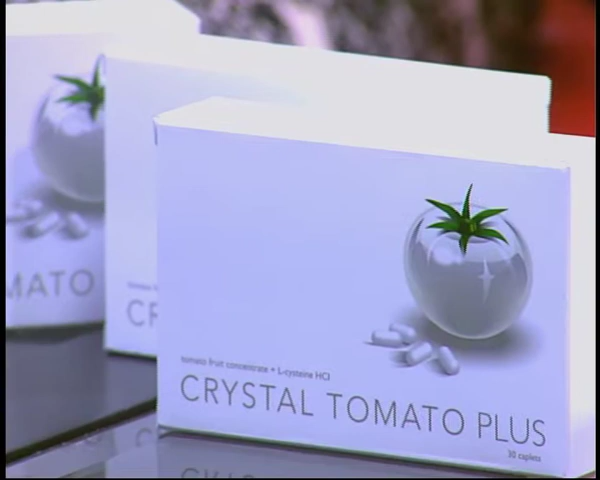 tomato fruit concentrate + L-cysteine HCl
CRYSTAL TOMATO PLUS
30 caplets
MATO
CR